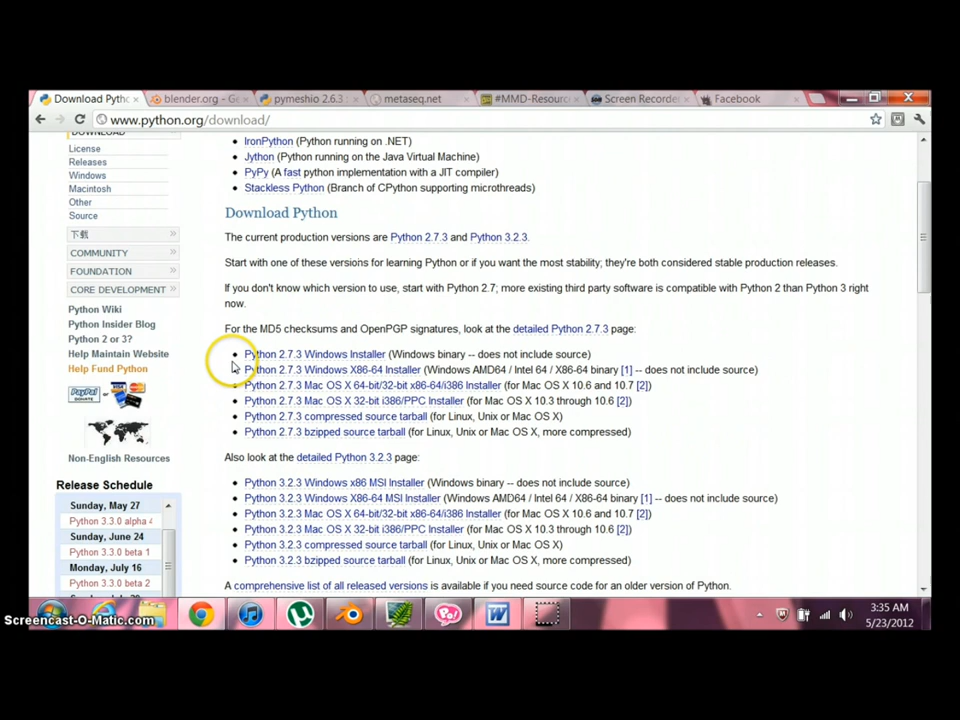 Download Pytho
blender.org - Ge
pymeshio 2.6.3
metaseq.net
#MMD-Resourc
Screen Recorder
Facebook
www.python.org/download/
DOWNLOAD
License
Releases
Windows
Macintosh
Other
Source
下载
COMMUNITY
FOUNDATION
CORE DEVELOPMENT
Python Wiki
Python Insider Blog
Python 2 or 3?
Help Maintain Website
Help Fund Python
PayPal
DONATE
or
VISA
Non-English Resources
Release Schedule
Sunday, May 27
Python 3.3.0 alpha 4
Sunday, June 24
Python 3.3.0 beta 1
Monday, July 16
Python 3.3.0 beta 2
IronPython (Python running on .NET)
Jython (Python running on the Java Virtual Machine)
PyPy (A fast python implementation with a JIT compiler)
Stackless Python (Branch of CPython supporting microthreads)
Download Python
The current production versions are Python 2.7.3 and Python 3.2.3.
Start with one of these versions for learning Python or if you want the most stability; they're both considered stable production releases.
If you don't know which version to use, start with Python 2.7; more existing third party software is compatible with Python 2 than Python 3 right
now.
For the MD5 checksums and OpenPGP signatures, look at the detailed Python 2.7.3 page:
Python 2.7.3 Windows Installer (Windows binary -- does not include source)
Python 2.7.3 Windows X86-64 Installer (Windows AMD64 / Intel 64 / X86-64 binary [1] -- does not include source)
Python 2.7.3 Mac OS X 64-bit/32-bit x86-64/i386 Installer (for Mac OS X 10.6 and 10.7 [2])
Python 2.7.3 Mac OS X 32-bit i386/PPC Installer (for Mac OS X 10.3 through 10.6 [2])
Python 2.7.3 compressed source tarball (for Linux, Unix or Mac OS X)
Python 2.7.3 bzipped source tarball (for Linux, Unix or Mac OS X, more compressed)
Also look at the detailed Python 3.2.3 page:
Python 3.2.3 Windows x86 MSI Installer (Windows binary -- does not include source)
Python 3.2.3 Windows X86-64 MSI Installer (Windows AMD64 / Intel 64 / X86-64 binary [1] -- does not include source)
Python 3.2.3 Mac OS X 64-bit/32-bit x86-64/i386 Installer (for Mac OS X 10.6 and 10.7 [2])
Python 3.2.3 Mac OS X 32-bit i386/PPC Installer (for Mac OS X 10.3 through 10.6 [2])
Python 3.2.3 compressed source tarball (for Linux, Unix or Mac OS X)
Python 3.2.3 bzipped source tarball (for Linux, Unix or Mac OS X, more compressed)
A comprehensive list of all released versions is available if you need source code for an older version of Python.
Screencast-O-Matic.com
3:35 AM
5/23/2012